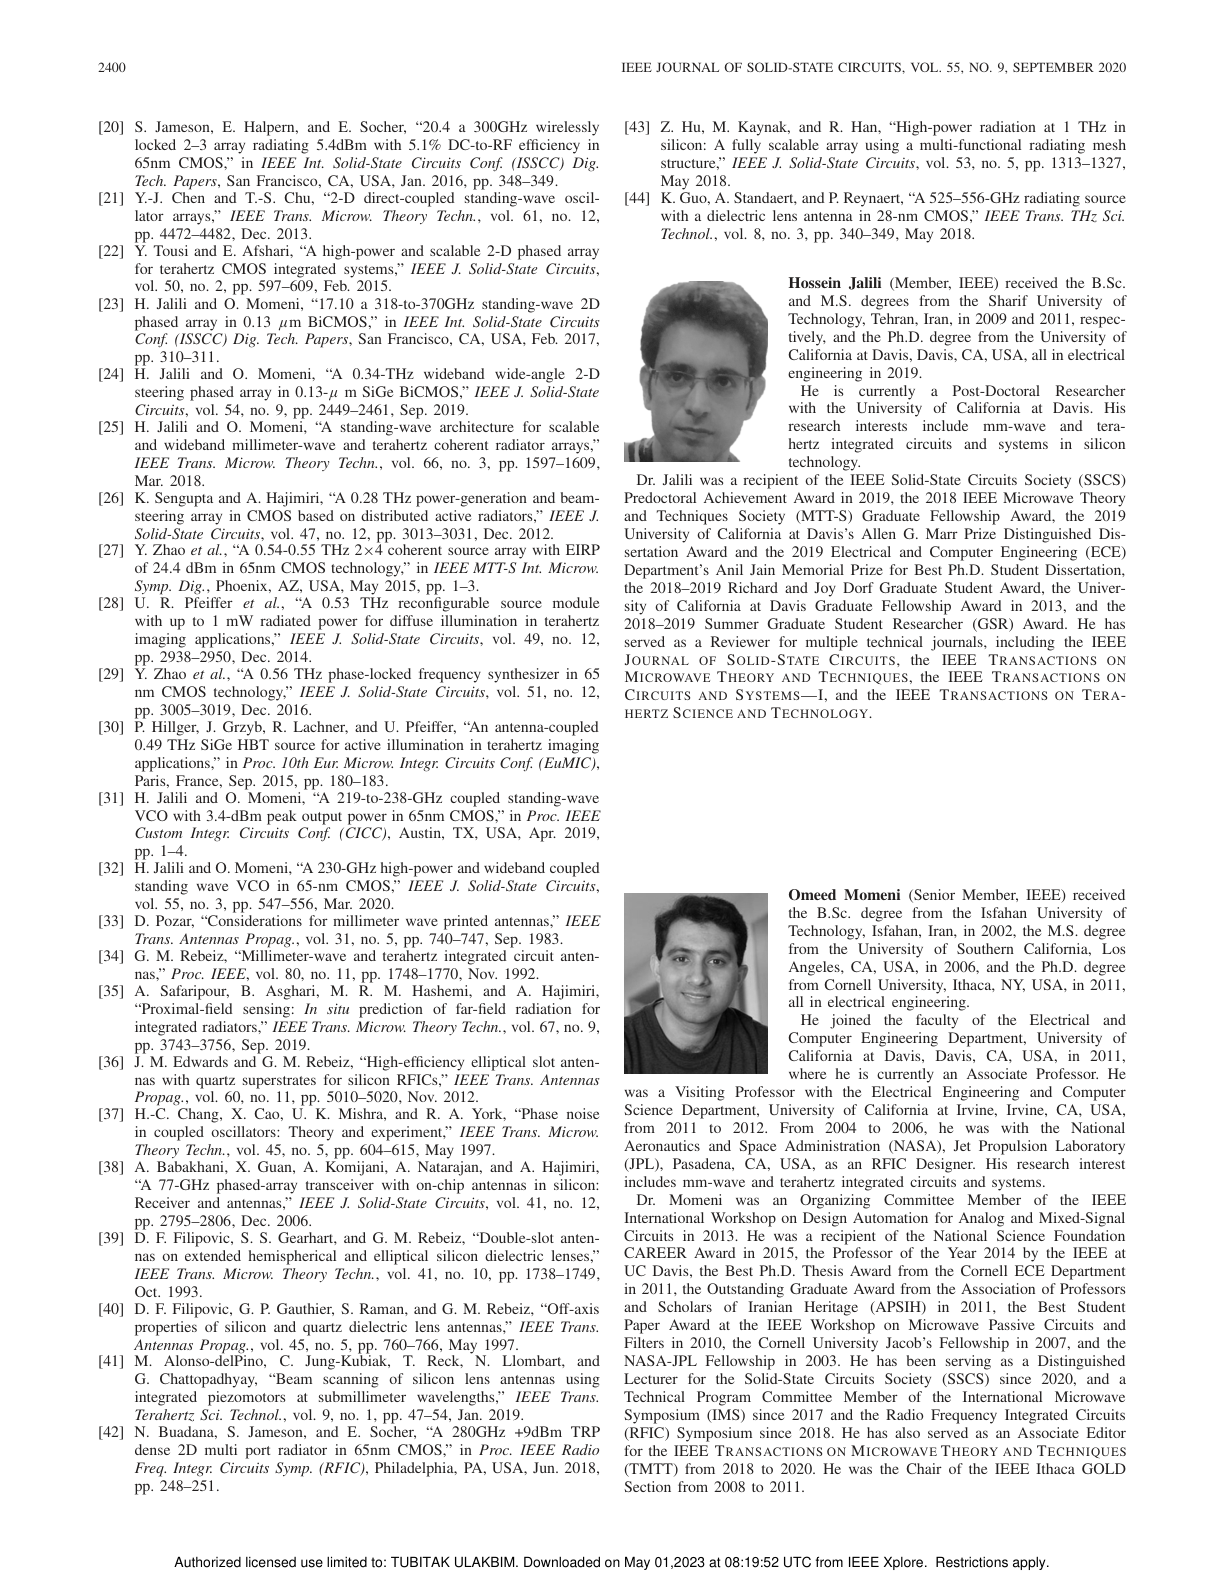 2400
IEEE JOURNAL OF SOLID-STATE CIRCUITS, VOL. 55, NO. 9, SEPTEMBER 2020
[20] S. Jameson, E. Halpern, and E. Socher, “20.4 a 300GHz wirelessly
locked 2–3 array radiating 5.4dBm with 5.1% DC-to-RF efficiency in
65nm CMOS,” in IEEE Int. Solid-State Circuits Conf. (ISSCC) Dig.
Tech. Papers, San Francisco, CA, USA, Jan. 2016, pp. 348–349.
[21] Y.-J. Chen and T.-S. Chu, “2-D direct-coupled standing-wave oscil-
lator arrays,” IEEE Trans. Microw. Theory Techn., vol. 61, no. 12,
pp. 4472–4482, Dec. 2013.
[22] Y. Tousi and E. Afshari, “A high-power and scalable 2-D phased array
for terahertz CMOS integrated systems,” IEEE J. Solid-State Circuits,
vol. 50, no. 2, pp. 597–609, Feb. 2015.
[23] H. Jalili and O. Momeni, “17.10 a 318-to-370GHz standing-wave 2D
phased array in 0.13 μm BiCMOS,” in IEEE Int. Solid-State Circuits
Conf. (ISSCC) Dig. Tech. Papers, San Francisco, CA, USA, Feb. 2017,
pp. 310–311.
[24] H. Jalili and O. Momeni, “A 0.34-THz wideband wide-angle 2-D
steering phased array in 0.13-μ m SiGe BiCMOS,” IEEE J. Solid-State
Circuits, vol. 54, no. 9, pp. 2449–2461, Sep. 2019.
[25] H. Jalili and O. Momeni, “A standing-wave architecture for scalable
and wideband millimeter-wave and terahertz coherent radiator arrays,”
IEEE Trans. Microw. Theory Techn., vol. 66, no. 3, pp. 1597–1609,
Mar. 2018.
[26] K. Sengupta and A. Hajimiri, “A 0.28 THz power-generation and beam-
steering array in CMOS based on distributed active radiators,” IEEE J.
Solid-State Circuits, vol. 47, no. 12, pp. 3013–3031, Dec. 2012.
[27] Y. Zhao et al., “A 0.54-0.55 THz 2×4 coherent source array with EIRP
of 24.4 dBm in 65nm CMOS technology,” in IEEE MTT-S Int. Microw.
Symp. Dig., Phoenix, AZ, USA, May 2015, pp. 1–3.
[28] U. R. Pfeiffer et al., “A 0.53 THz reconfigurable source module
with up to 1 mW radiated power for diffuse illumination in terahertz
imaging applications,” IEEE J. Solid-State Circuits, vol. 49, no. 12,
pp. 2938–2950, Dec. 2014.
[29] Y. Zhao et al., “A 0.56 THz phase-locked frequency synthesizer in 65
nm CMOS technology,” IEEE J. Solid-State Circuits, vol. 51, no. 12,
pp. 3005–3019, Dec. 2016.
[30] P. Hillger, J. Grzyb, R. Lachner, and U. Pfeiffer, “An antenna-coupled
0.49 THz SiGe HBT source for active illumination in terahertz imaging
applications,” in Proc. 10th Eur. Microw. Integr. Circuits Conf. (EuMIC),
Paris, France, Sep. 2015, pp. 180–183.
[31] H. Jalili and O. Momeni, “A 219-to-238-GHz coupled standing-wave
VCO with 3.4-dBm peak output power in 65nm CMOS,” in Proc. IEEE
Custom Integr. Circuits Conf. (CICC), Austin, TX, USA, Apr. 2019,
pp. 1–4.
[32] H. Jalili and O. Momeni, “A 230-GHz high-power and wideband coupled
standing wave VCO in 65-nm CMOS,” IEEE J. Solid-State Circuits,
vol. 55, no. 3, pp. 547–556, Mar. 2020.
[33] D. Pozar, “Considerations for millimeter wave printed antennas,” IEEE
Trans. Antennas Propag., vol. 31, no. 5, pp. 740–747, Sep. 1983.
[34] G. M. Rebeiz, “Millimeter-wave and terahertz integrated circuit anten-
nas,” Proc. IEEE, vol. 80, no. 11, pp. 1748–1770, Nov. 1992.
[35] A. Safaripour, B. Asghari, M. R. M. Hashemi, and A. Hajimiri,
“Proximal-field sensing: In situ prediction of far-field radiation for
integrated radiators,” IEEE Trans. Microw. Theory Techn., vol. 67, no. 9,
pp. 3743–3756, Sep. 2019.
[36] J. M. Edwards and G. M. Rebeiz, “High-efficiency elliptical slot anten-
nas with quartz superstrates for silicon RFICs,” IEEE Trans. Antennas
Propag., vol. 60, no. 11, pp. 5010–5020, Nov. 2012.
[37] H.-C. Chang, X. Cao, U. K. Mishra, and R. A. York, “Phase noise
in coupled oscillators: Theory and experiment,” IEEE Trans. Microw.
Theory Techn., vol. 45, no. 5, pp. 604–615, May 1997.
[38] A. Babakhani, X. Guan, A. Komijani, A. Natarajan, and A. Hajimiri,
“A 77-GHz phased-array transceiver with on-chip antennas in silicon:
Receiver and antennas,” IEEE J. Solid-State Circuits, vol. 41, no. 12,
pp. 2795–2806, Dec. 2006.
[39] D. F. Filipovic, S. S. Gearhart, and G. M. Rebeiz, “Double-slot anten-
nas on extended hemispherical and elliptical silicon dielectric lenses,”
IEEE Trans. Microw. Theory Techn., vol. 41, no. 10, pp. 1738–1749,
Oct. 1993.
[40] D. F. Filipovic, G. P. Gauthier, S. Raman, and G. M. Rebeiz, “Off-axis
properties of silicon and quartz dielectric lens antennas,” IEEE Trans.
Antennas Propag., vol. 45, no. 5, pp. 760–766, May 1997.
[41] M. Alonso-delPino, C. Jung-Kubiak, T. Reck, N. Llombart, and
G. Chattopadhyay, “Beam scanning of silicon lens antennas using
integrated piezomotors at submillimeter wavelengths,” IEEE Trans.
Terahertz Sci. Technol., vol. 9, no. 1, pp. 47–54, Jan. 2019.
[42] N. Buadana, S. Jameson, and E. Socher, “A 280GHz +9dBm TRP
dense 2D multi port radiator in 65nm CMOS,” in Proc. IEEE Radio
Freq. Integr. Circuits Symp. (RFIC), Philadelphia, PA, USA, Jun. 2018,
pp. 248–251.
[43] Z. Hu, M. Kaynak, and R. Han, “High-power radiation at 1 THz in
silicon: A fully scalable array using a multi-functional radiating mesh
structure,” IEEE J. Solid-State Circuits, vol. 53, no. 5, pp. 1313–1327,
May 2018.
[44] K. Guo, A. Standaert, and P. Reynaert, “A 525–556-GHz radiating source
with a dielectric lens antenna in 28-nm CMOS,” IEEE Trans. THz Sci.
Technol., vol. 8, no. 3, pp. 340–349, May 2018.
Hossein Jalili (Member, IEEE) received the B.Sc.
and M.S. degrees from the Sharif University of
Technology, Tehran, Iran, in 2009 and 2011, respec-
tively, and the Ph.D. degree from the University of
California at Davis, Davis, CA, USA, all in electrical
engineering in 2019.
He is currently a Post-Doctoral Researcher
with the University of California at Davis. His
research interests include mm-wave and tera-
hertz integrated circuits and systems in silicon
technology.
Dr. Jalili was a recipient of the IEEE Solid-State Circuits Society (SSCS)
Predoctoral Achievement Award in 2019, the 2018 IEEE Microwave Theory
and Techniques Society (MTT-S) Graduate Fellowship Award, the 2019
University of California at Davis’s Allen G. Marr Prize Distinguished Dis-
sertation Award and the 2019 Electrical and Computer Engineering (ECE)
Department’s Anil Jain Memorial Prize for Best Ph.D. Student Dissertation,
the 2018–2019 Richard and Joy Dorf Graduate Student Award, the Univer-
sity of California at Davis Graduate Fellowship Award in 2013, and the
2018–2019 Summer Graduate Student Researcher (GSR) Award. He has
served as a Reviewer for multiple technical journals, including the IEEE
JOURNAL OF SOLID-STATE CIRCUITS, the IEEE TRANSACTIONS ON
MICROWAVE THEORY AND TECHNIQUES, the IEEE TRANSACTIONS ON
CIRCUITS AND SYSTEMS—I, and the IEEE TRANSACTIONS ON TERA-
HERTZ SCIENCE AND TECHNOLOGY.
Omeed Momeni (Senior Member, IEEE) received
the B.Sc. degree from the Isfahan University of
Technology, Isfahan, Iran, in 2002, the M.S. degree
from the University of Southern California, Los
Angeles, CA, USA, in 2006, and the Ph.D. degree
from Cornell University, Ithaca, NY, USA, in 2011,
all in electrical engineering.
He joined the faculty of the Electrical and
Computer Engineering Department, University of
California at Davis, Davis, CA, USA, in 2011,
where he is currently an Associate Professor. He
was a Visiting Professor with the Electrical Engineering and Computer
Science Department, University of California at Irvine, Irvine, CA, USA,
from 2011 to 2012. From 2004 to 2006, he was with the National
Aeronautics and Space Administration (NASA), Jet Propulsion Laboratory
(JPL), Pasadena, CA, USA, as an RFIC Designer. His research interest
includes mm-wave and terahertz integrated circuits and systems.
Dr. Momeni was an Organizing Committee Member of the IEEE
International Workshop on Design Automation for Analog and Mixed-Signal
Circuits in 2013. He was a recipient of the National Science Foundation
CAREER Award in 2015, the Professor of the Year 2014 by the IEEE at
UC Davis, the Best Ph.D. Thesis Award from the Cornell ECE Department
in 2011, the Outstanding Graduate Award from the Association of Professors
and Scholars of Iranian Heritage (APSIH) in 2011, the Best Student
Paper Award at the IEEE Workshop on Microwave Passive Circuits and
Filters in 2010, the Cornell University Jacob’s Fellowship in 2007, and the
NASA-JPL Fellowship in 2003. He has been serving as a Distinguished
Lecturer for the Solid-State Circuits Society (SSCS) since 2020, and a
Technical Program Committee Member of the International Microwave
Symposium (IMS) since 2017 and the Radio Frequency Integrated Circuits
(RFIC) Symposium since 2018. He has also served as an Associate Editor
for the IEEE TRANSACTIONS ON MICROWAVE THEORY AND TECHNIQUES
(TMTT) from 2018 to 2020. He was the Chair of the IEEE Ithaca GOLD
Section from 2008 to 2011.
Authorized licensed use limited to: TUBITAK ULAKBIM. Downloaded on May 01,2023 at 08:19:52 UTC from IEEE Xplore. Restrictions apply.